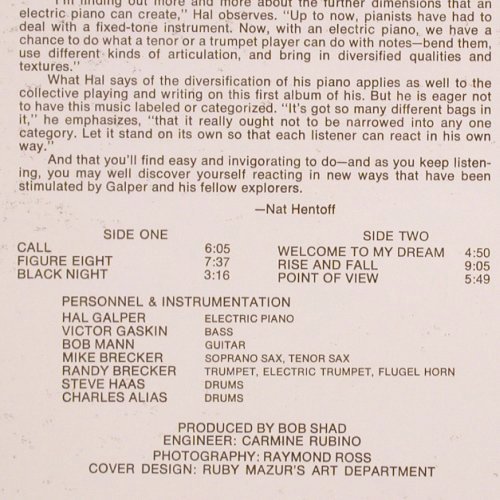 "I'm finding out more and more about the further dimensions that an
electric piano can create," Hal observes. "Up to now, pianists have had to
deal with a fixed-tone instrument. Now, with an electric piano, we have a
chance to do what a tenor or a trumpet player can do with notes—bend them,
use different kinds of articulation, and bring in diversified qualities and
textures."
What Hal says of the diversification of his piano applies as well to the
collective playing and writing on this first album of his. But he is eager not
to have this music labeled or categorized. "It's got so many different bags in
it," he emphasizes, "that it really ought not to be narrowed into any one
category. Let it stand on its own so that each listener can react in his own
way."
And that you'll find easy and invigorating to do—and as you keep listen-
ing, you may well discover yourself reacting in new ways that have been
stimulated by Galper and his fellow explorers.
—Nat Hentoff
SIDE ONE
CALL 6:05
FIGURE EIGHT 7:37
BLACK NIGHT 3:16
SIDE TWO
WELCOME TO MY DREAM 4:50
RISE AND FALL 9:05
POINT OF VIEW 5:49
PERSONNEL & INSTRUMENTATION
HAL GALPER ELECTRIC PIANO
VICTOR GASKIN BASS
BOB MANN GUITAR
MIKE BRECKER SOPRANO SAX, TENOR SAX
RANDY BRECKER TRUMPET, ELECTRIC TRUMPET, FLUGEL HORN
STEVE HAAS DRUMS
CHARLES ALIAS DRUMS
PRODUCED BY BOB SHAD
ENGINEER: CARMINE RUBINO
PHOTOGRAPHY: RAYMOND ROSS
COVER DESIGN: RUBY MAZUR'S ART DEPARTMENT